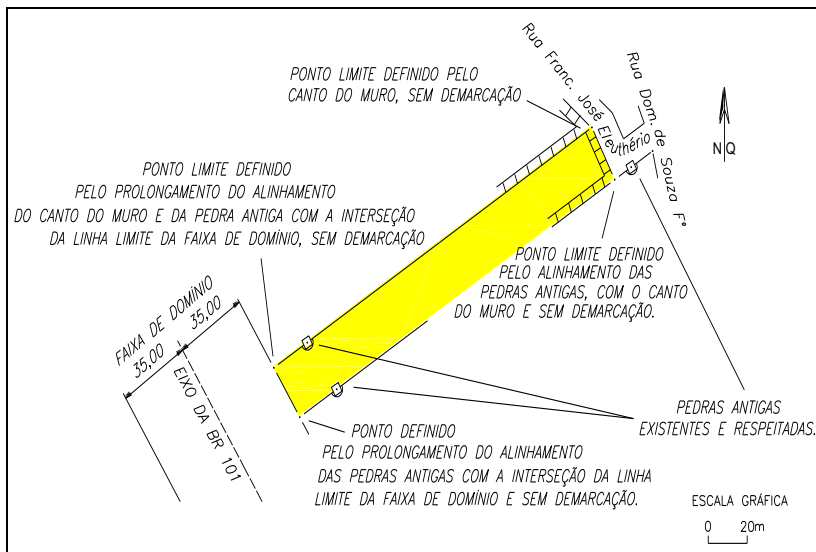 PONTO LIMITE DEFINIDO PELO
CANTO DO MURO, SEM DEMARCAÇÃO
Rua Franc. José Eleuthério
Rua Dom. de Souza Fº
NQ
PONTO LIMITE DEFINIDO
PELO PROLONGAMENTO DO ALINHAMENTO
DO CANTO DO MURO E DA PEDRA ANTIGA COM A INTERSEÇÃO
DA LINHA LIMITE DA FAIXA DE DOMÍNIO, SEM DEMARCAÇÃO
PONTO LIMITE DEFINIDO
PELO ALINHAMENTO DAS
PEDRAS ANTIGAS, COM O CANTO
DO MURO E SEM DEMARCAÇÃO.
FAIXA DE DOMÍNIO
35,00
35,00
EIXO DA BR 101
PEDRAS ANTIGAS
EXISTENTES E RESPEITADAS.
PONTO DEFINIDO
PELO PROLONGAMENTO DO ALINHAMENTO
DAS PEDRAS ANTIGAS COM A INTERSEÇÃO DA LINHA
LIMITE DA FAIXA DE DOMÍNIO E SEM DEMARCAÇÃO.
ESCALA GRÁFICA
0 20m